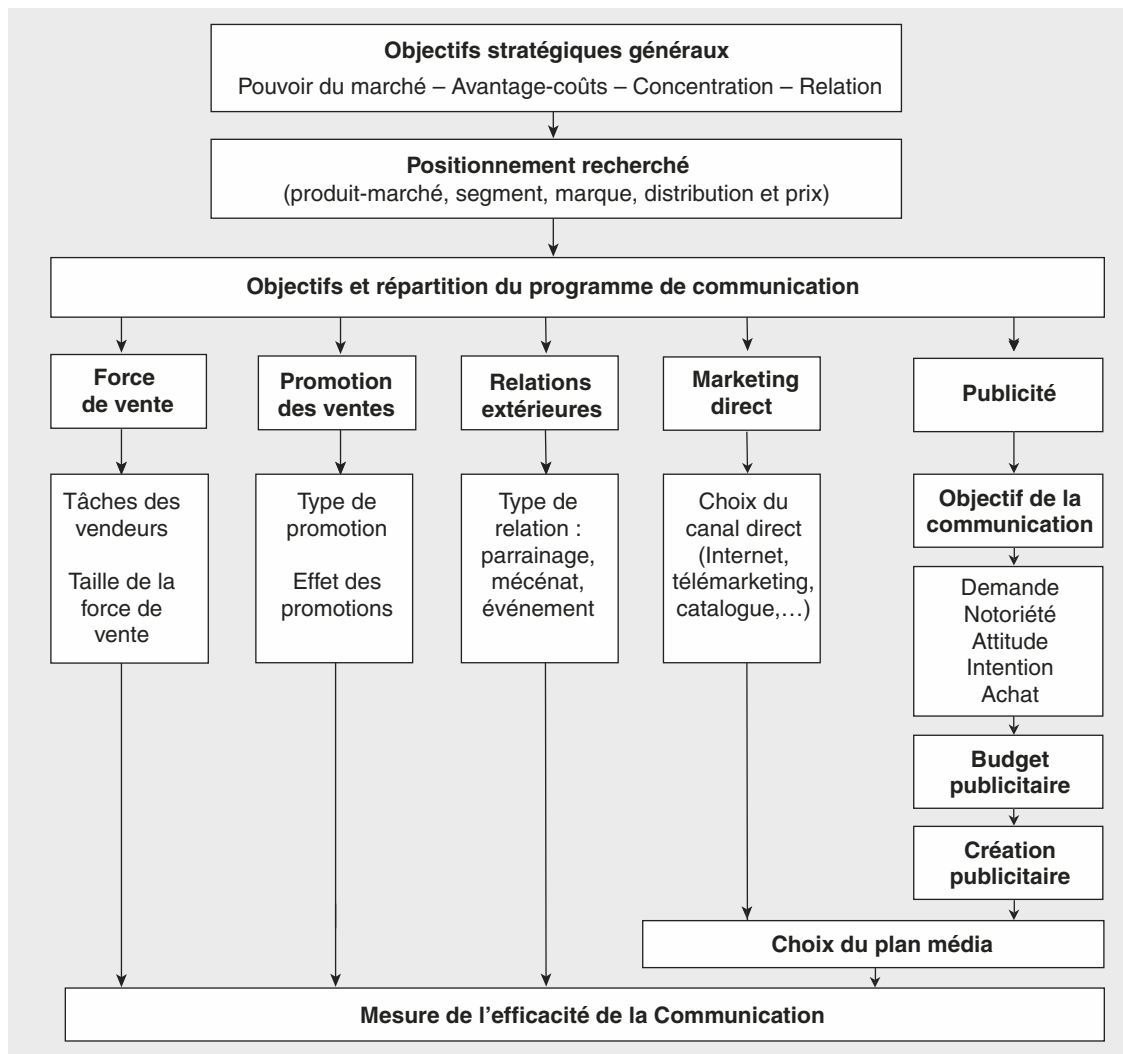 Objectifs stratégiques généraux
Pouvoir du marché – Avantage-coûts – Concentration – Relation
Positionnement recherché
(produit-marché, segment, marque, distribution et prix)
Objectifs et répartition du programme de communication
Force
de vente
Promotion
des ventes
Relations
extérieures
Marketing
direct
Publicité
Tâches des
vendeurs
Taille de la
force de
vente
Type de
promotion
Effet des
promotions
Type de
relation :
parrainage,
mécénat,
événement
Choix du
canal direct
(Internet,
télémarketing,
catalogue,…)
Objectif de la
communication
Demande
Notoriété
Attitude
Intention
Achat
Budget
publicitaire
Création
publicitaire
Choix du plan média
Mesure de l'efficacité de la Communication